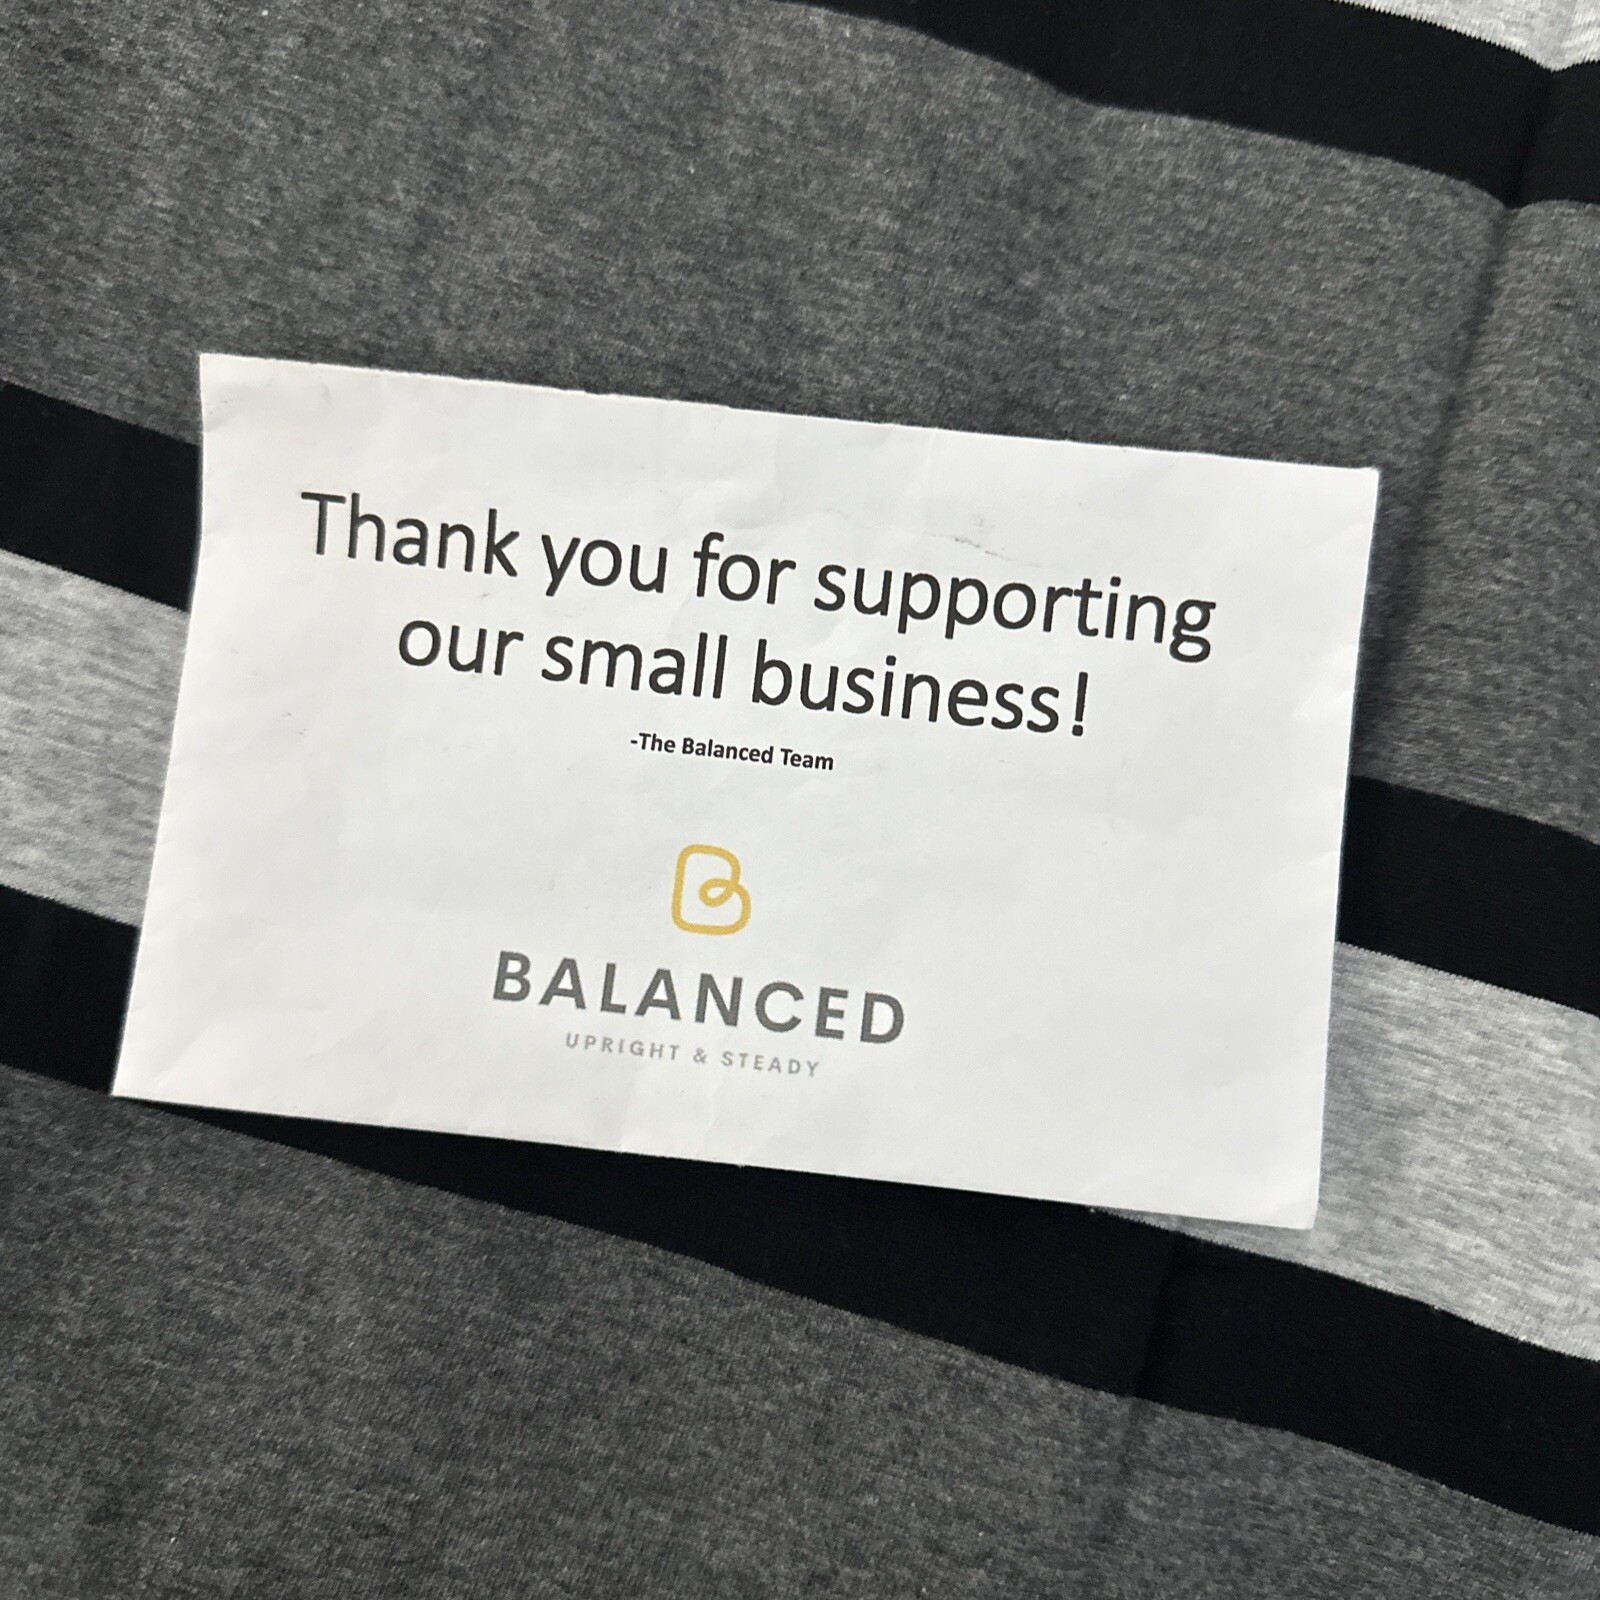 Thank you for supporting
our small business!
-The Balanced Team
BALANCED
UPRIGHT & STEADY